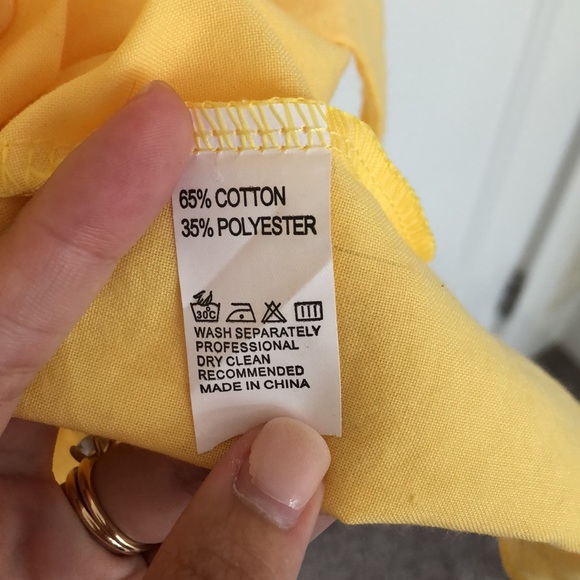 65% COTTON
35% POLYESTER
30°C
WASH SEPARATELY
PROFESSIONAL
DRY CLEAN
RECOMMENDED
MADE IN CHINA